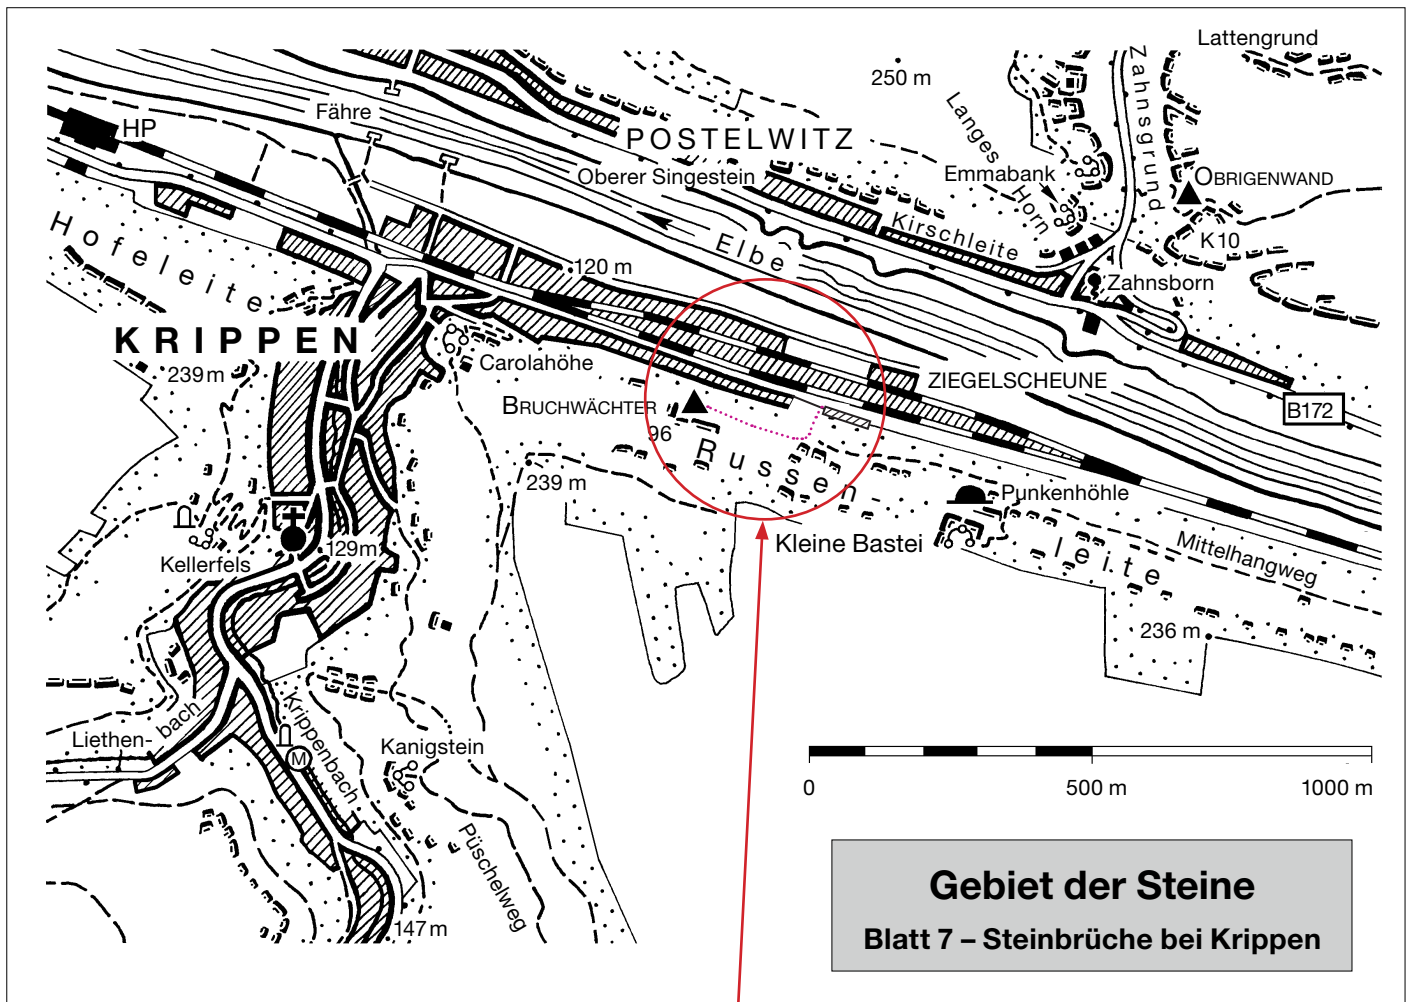 Lattengrund
250 m
Zahnsgrund
HP
Fähre
POSTELWITZ
Langes Horn
Emmabank
OBRIGENWAND
Oberer Singestein
Hofeleite
Kirschleite
K10
Elbe
120 m
Zahnsborn
KRIPPEN
239 m
Carolahöhe
ZIEGELSCHEUNE
BRUCHWÄCHTER
B172
96
Russenleite
239 m
Punkenhöhle
Kleine Bastei
129m
Mittelhangweg
Kellerfels
236 m
Liethen-
bach
Krippenbach
M
Kanigstein
Püschelweg
147 m
0 500 m 1000 m
Gebiet der Steine
Blatt 7 – Steinbrüche bei Krippen